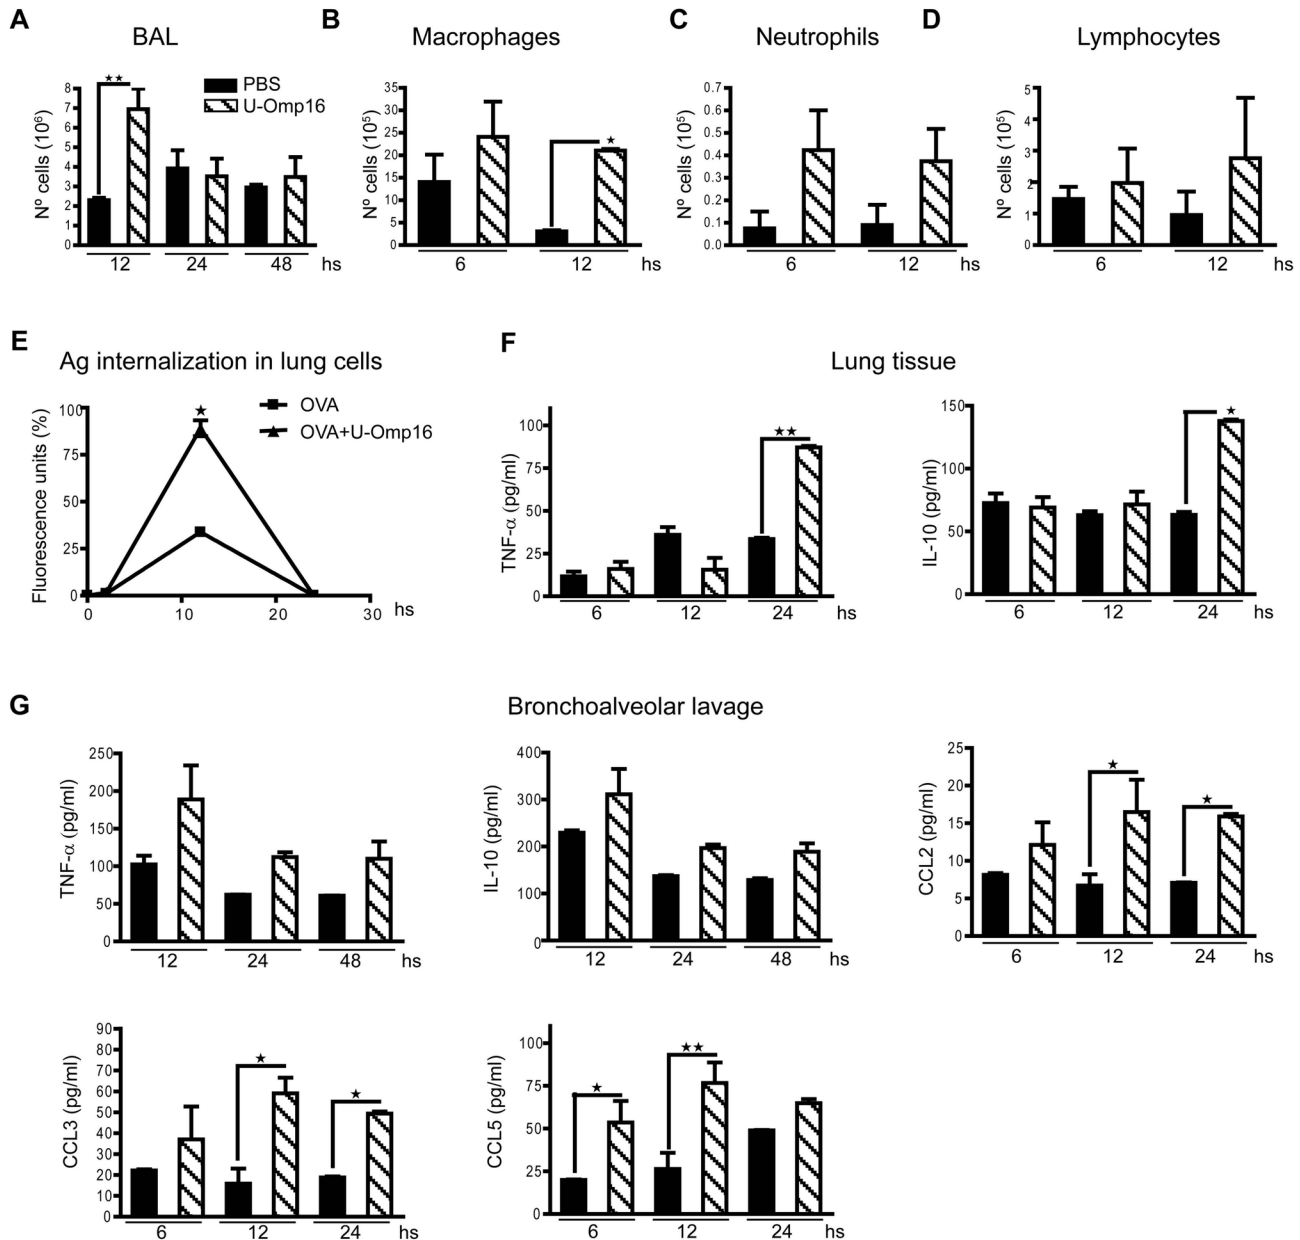 A
BAL
B
Macrophages
C
Neutrophils
D
Lymphocytes
PBS
U-Omp16
★★
Nº cells (10⁶)
8
7
6
5
4
3
2
1
0
12 24 48 hs
Nº cells (10⁵)
35
30
25
20
15
10
5
0
★
6 12 hs
Nº cells (10⁵)
0.7
0.6
0.5
0.4
0.3
0.2
0.1
0.0
6 12 hs
Nº cells (10⁵)
5
4
3
2
1
0
6 12 hs
E
Ag internalization in lung cells
OVA
OVA+U-Omp16
★
Fluorescence units (%)
100
75
50
25
0
0 10 20 30 hs
F
Lung tissue
TNF-α (pg/ml)
100
75
50
25
0
★★
6 12 24 hs
IL-10 (pg/ml)
150
100
50
0
★
6 12 24 hs
G
Bronchoalveolar lavage
TNF-α (pg/ml)
250
200
150
100
50
0
12 24 48 hs
IL-10 (pg/ml)
400
300
200
100
0
12 24 48 hs
CCL2 (pg/ml)
25
20
15
10
5
0
★ ★
6 12 24 hs
CCL3 (pg/ml)
90
80
70
60
50
40
30
20
10
0
★ ★
6 12 24 hs
CCL5 (pg/ml)
100
75
50
25
0
★ ★★
6 12 24 hs